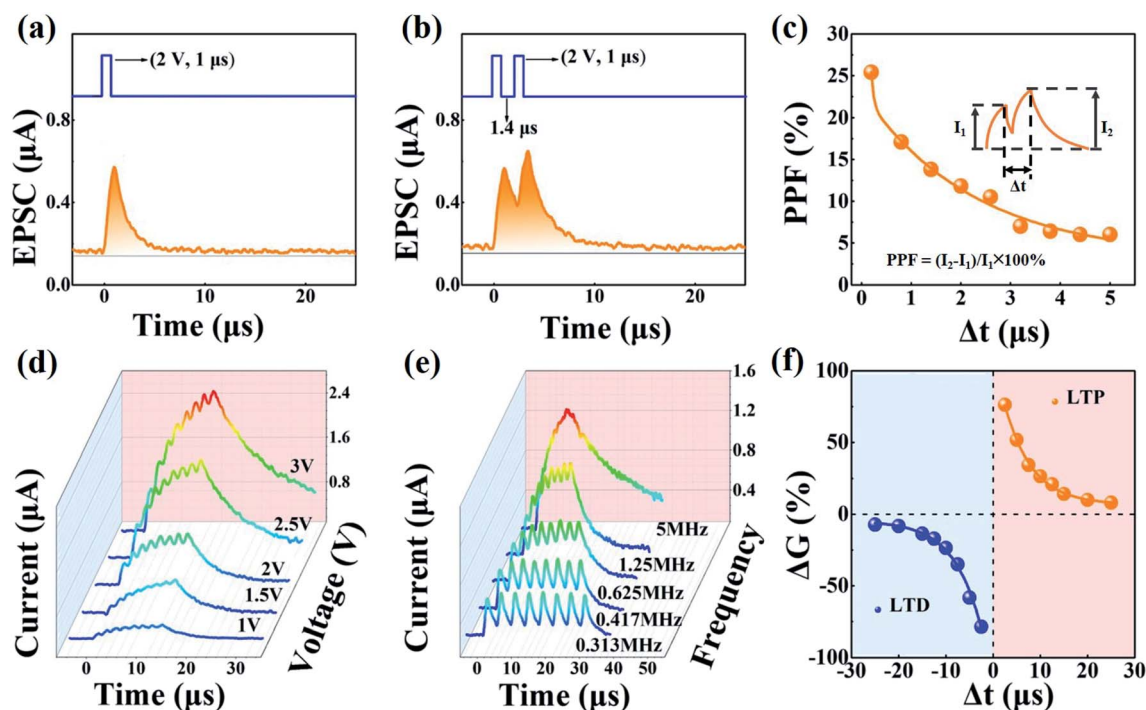 (a)
(2 V, 1 μs)
EPSC (μA)
0.8
0.4
0.0
0
10
20
Time (μs)
(b)
(2 V, 1 μs)
1.4 μs
EPSC (μA)
0.8
0.4
0.0
0
10
20
Time (μs)
(c)
PPF (%)
30
25
20
15
10
5
0
I₁
I₂
Δt
PPF = (I₂-I₁)/I₁×100%
0
1
2
3
4
5
Δt (μs)
(d)
Current (μA)
2.4
1.6
0.8
3V
2.5V
2V
1.5V
1V
Voltage (V)
0
10
20
30
Time (μs)
(e)
Current (μA)
1.6
1.2
0.8
0.4
5MHz
1.25MHz
0.625MHz
0.417MHz
0.313MHz
Frequency
0
10
20
30
40
50
Time (μs)
(f)
ΔG (%)
100
50
0
-50
-100
LTP
LTD
-30
-20
-10
0
10
20
30
Δt (μs)